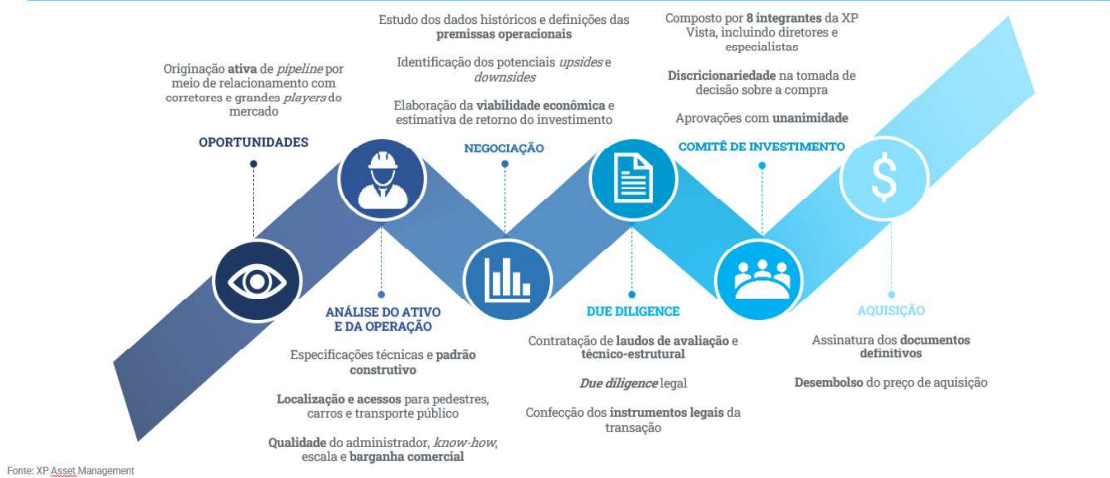 Originação ativa de pipeline por
meio de relacionamento com
corretores e grandes players do
mercado
OPORTUNIDADES
ANÁLISE DO ATIVO
E DA OPERAÇÃO
Especificações técnicas e padrão
construtivo
Localização e acessos para pedestres,
carros e transporte público
Qualidade do administrador, know-how,
escala e barganha comercial
Estudo dos dados históricos e definições das
premissas operacionais
Identificação dos potenciais upsides e
downsides
Elaboração da viabilidade econômica e
estimativa de retorno do investimento
NEGOCIAÇÃO
DUE DILIGENCE
Contratação de laudos de avaliação e
técnico-estrutural
Due diligence legal
Confecção dos instrumentos legais da
transação
Composto por 8 integrantes da XP
Vista, incluindo diretores e
especialistas
Discricionariedade na tomada de
decisão sobre a compra
Aprovações com unanimidade
COMITÊ DE INVESTIMENTO
$
AQUISIÇÃO
Assinatura dos documentos
definitivos
Desembolso do preço de aquisição
Fonte: XP Asset Management